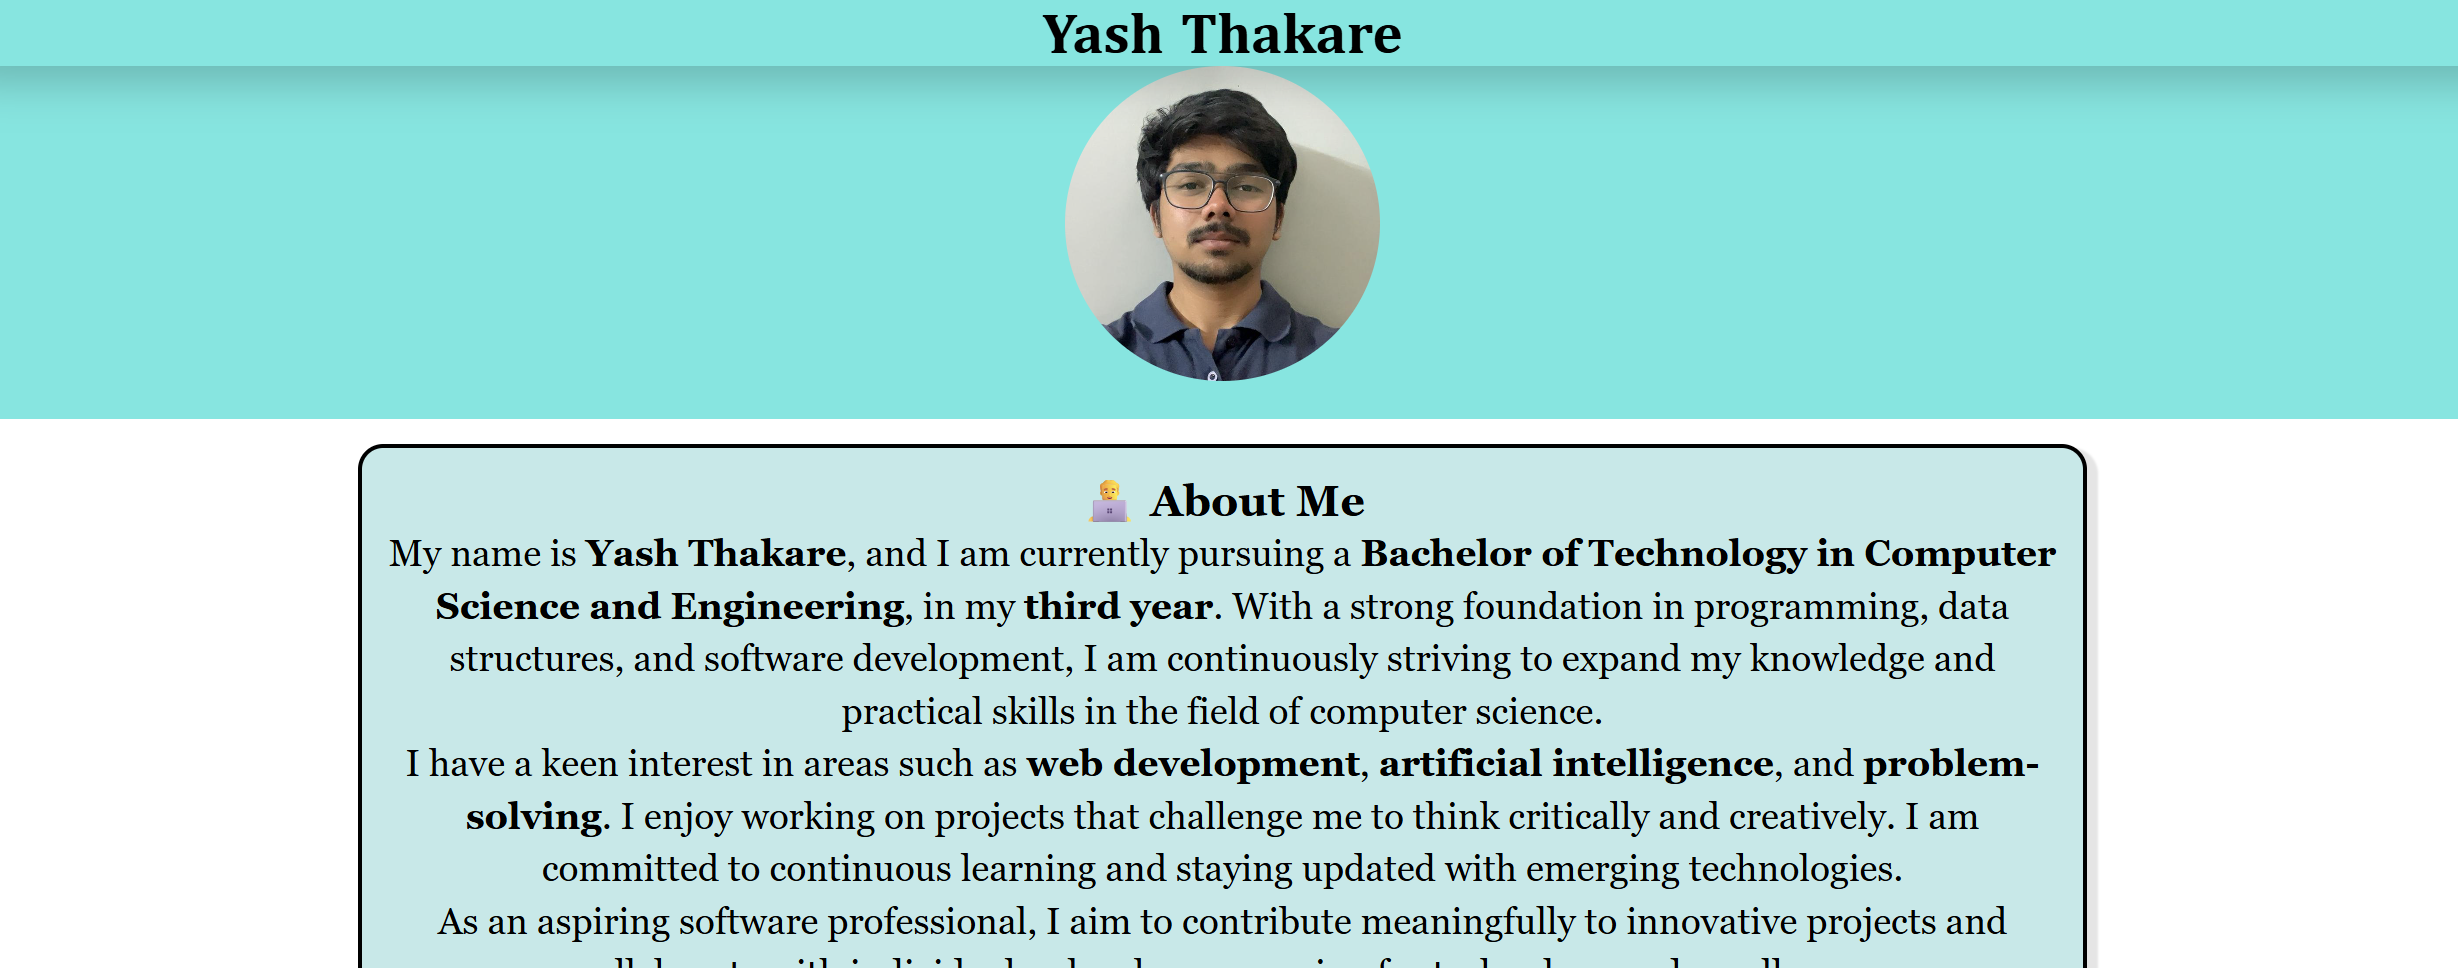 Yash Thakare
About Me
My name is Yash Thakare, and I am currently pursuing a Bachelor of Technology in Computer
Science and Engineering, in my third year. With a strong foundation in programming, data
structures, and software development, I am continuously striving to expand my knowledge and
practical skills in the field of computer science.
I have a keen interest in areas such as web development, artificial intelligence, and problem-
solving. I enjoy working on projects that challenge me to think critically and creatively. I am
committed to continuous learning and staying updated with emerging technologies.
As an aspiring software professional, I aim to contribute meaningfully to innovative projects and